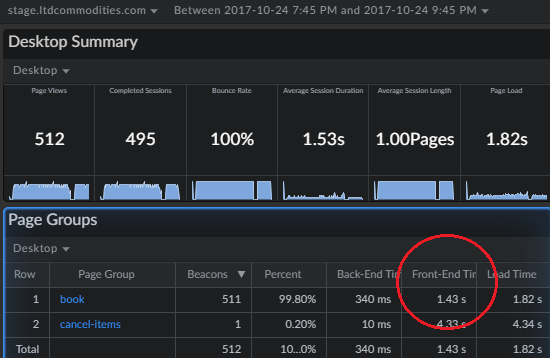 stage.ltdcommodities.com Between 2017-10-24 7:45 PM and 2017-10-24 9:45 PM
Desktop Summary
Desktop
Page Views Completed Sessions Bounce Rate Average Session Duration Average Session Length Page Load
512 495 100% 1.53s 1.00Pages 1.82s
Page Groups
Desktop
Row Page Group Beacons Percent Back-End Tim Front-End Tim Load Time
1 book 511 99.80% 340 ms 1.43 s 1.82 s
2 cancel-items 1 0.20% 10 ms 4.33 s 4.34 s
Total 512 10...0% 340 ms 1.43 s 1.82 s